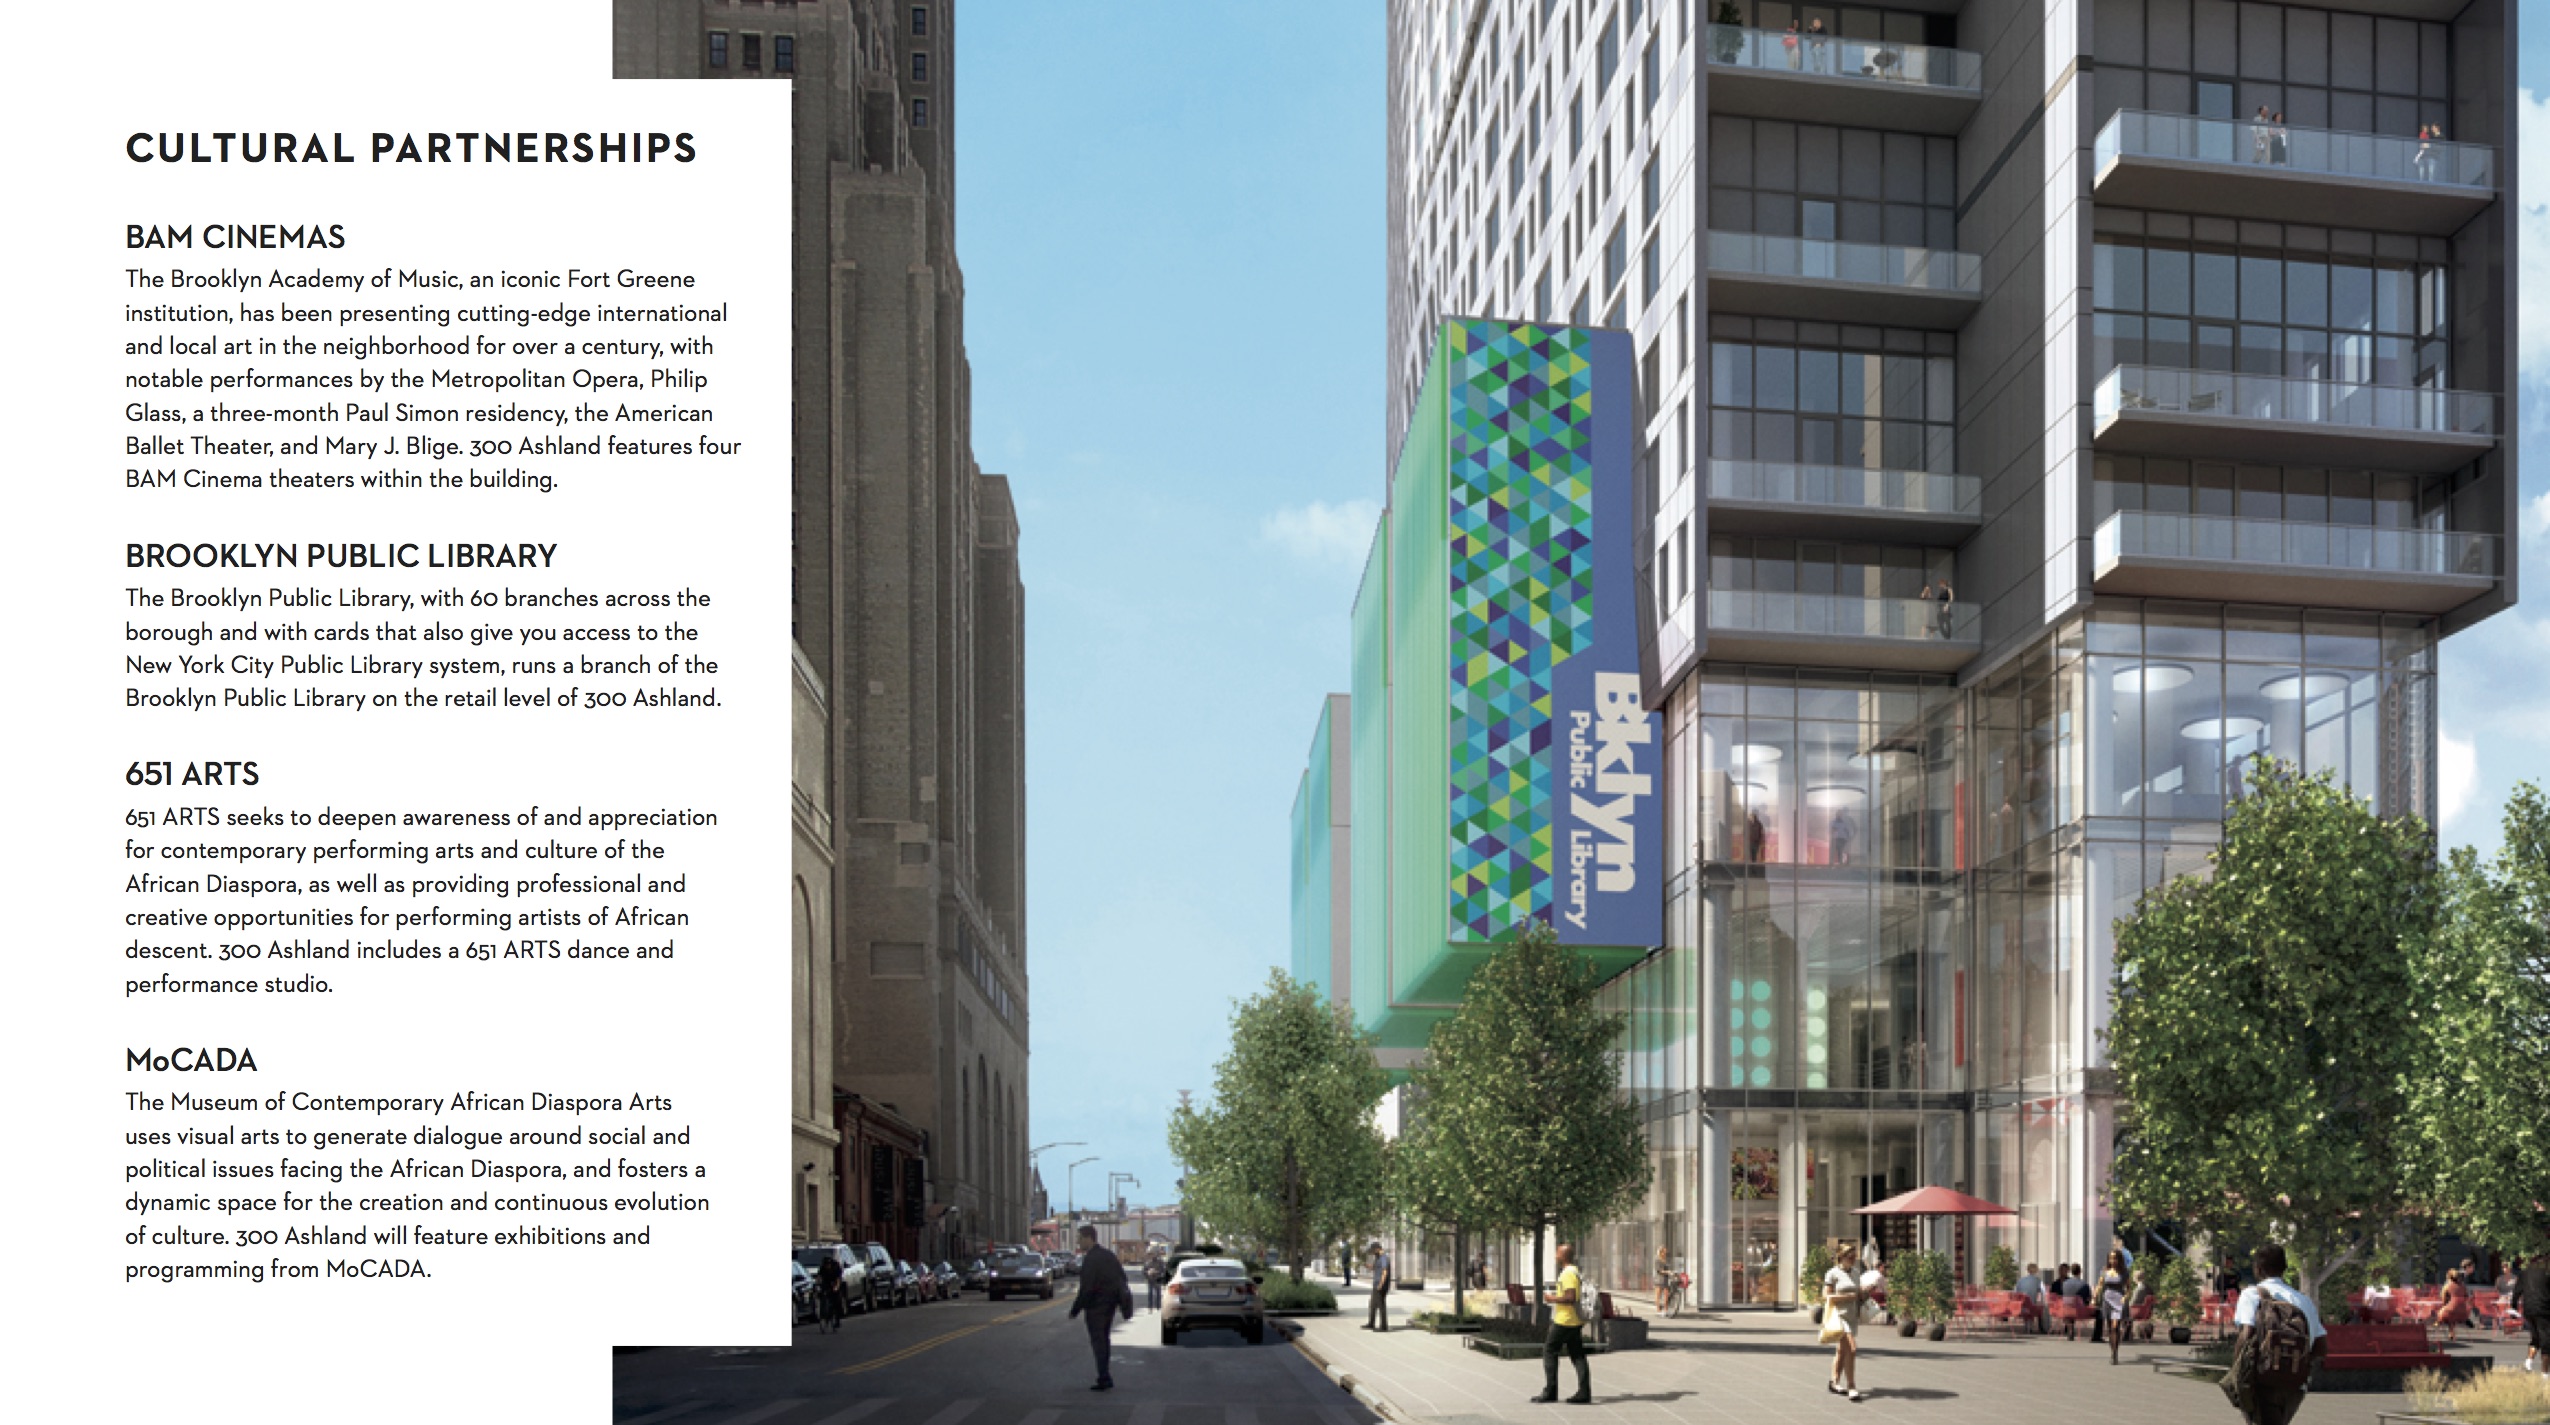 CULTURAL PARTNERSHIPS
BAM CINEMAS
The Brooklyn Academy of Music, an iconic Fort Greene
institution, has been presenting cutting-edge international
and local art in the neighborhood for over a century, with
notable performances by the Metropolitan Opera, Philip
Glass, a three-month Paul Simon residency, the American
Ballet Theater, and Mary J. Blige. 300 Ashland features four
BAM Cinema theaters within the building.
BROOKLYN PUBLIC LIBRARY
The Brooklyn Public Library, with 60 branches across the
borough and with cards that also give you access to the
New York City Public Library system, runs a branch of the
Brooklyn Public Library on the retail level of 300 Ashland.
651 ARTS
651 ARTS seeks to deepen awareness of and appreciation
for contemporary performing arts and culture of the
African Diaspora, as well as providing professional and
creative opportunities for performing artists of African
descent. 300 Ashland includes a 651 ARTS dance and
performance studio.
MoCADA
The Museum of Contemporary African Diaspora Arts
uses visual arts to generate dialogue around social and
political issues facing the African Diaspora, and fosters a
dynamic space for the creation and continuous evolution
of culture. 300 Ashland will feature exhibitions and
programming from MoCADA.
Bklyn
Public Library